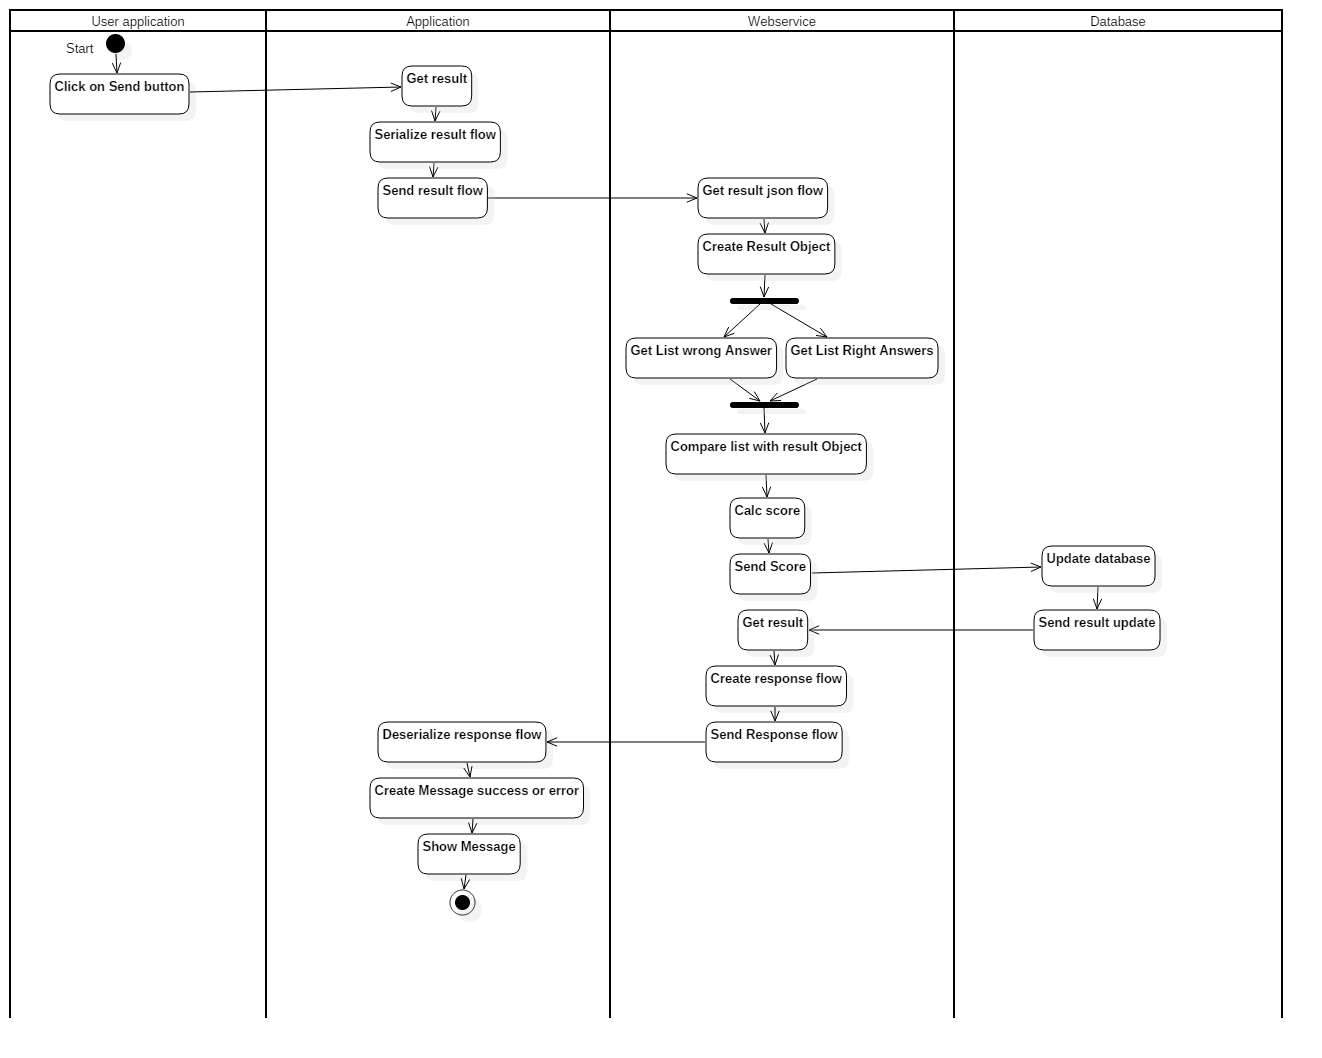 User application
Application
Webservice
Database
Start
Click on Send button
Get result
Serialize result flow
Send result flow
Get result json flow
Create Result Object
Get List wrong Answer
Get List Right Answers
Compare list with result Object
Calc score
Send Score
Update database
Send result update
Get result
Create response flow
Send Response flow
Deserialize response flow
Create Message success or error
Show Message